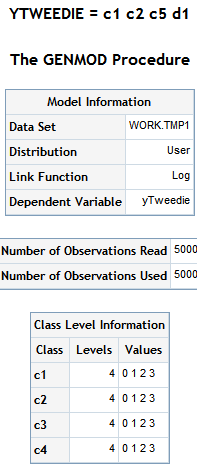 YTWEEDIE = c1 c2 c5 d1
The GENMOD Procedure
Model Information
Data Set WORK.TMP1
Distribution User
Link Function Log
Dependent Variable yTweedie
Number of Observations Read 5000
Number of Observations Used 5000
Class Level Information
Class Levels Values
c1 4 0 1 2 3
c2 4 0 1 2 3
c3 4 0 1 2 3
c4 4 0 1 2 3